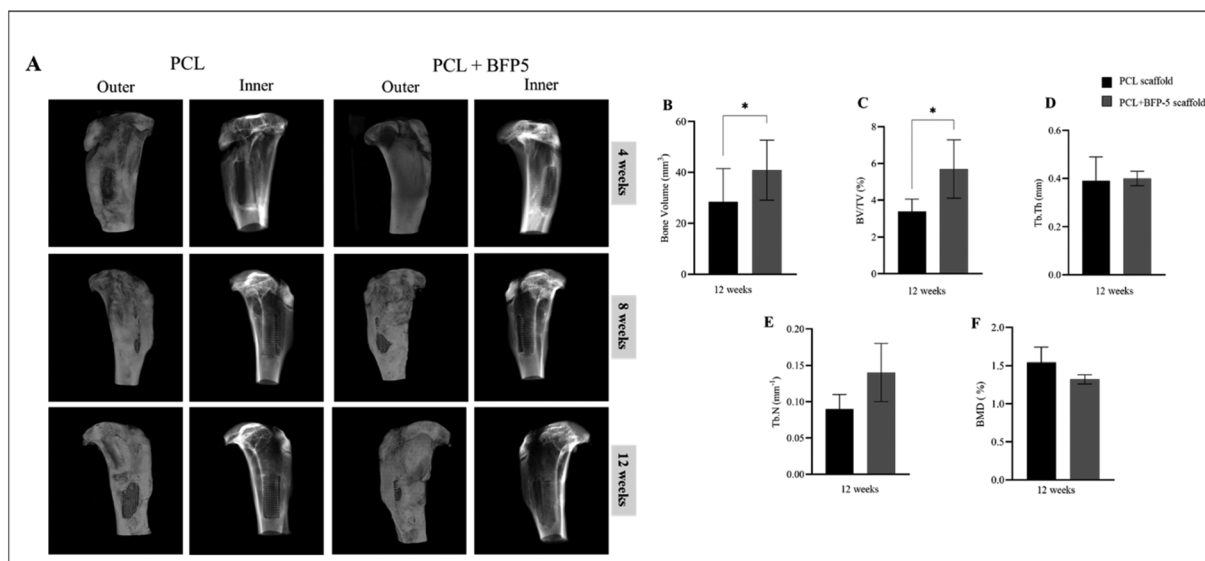 A
PCL
PCL + BFP5
Outer
Inner
Outer
Inner
4 weeks
8 weeks
12 weeks
PCL scaffold
PCL+BFP-5 scaffold
B
*
Bone Volume (mm³)
60
40
20
0
12 weeks
C
*
BV/TV (%)
8
6
4
2
0
12 weeks
D
Tb.Th (mm)
0.6
0.4
0.2
0.0
12 weeks
E
Tb.N (mm⁻¹)
0.20
0.15
0.10
0.05
0.00
12 weeks
F
BMD ( %)
2.0
1.5
1.0
0.5
0.0
12 weeks